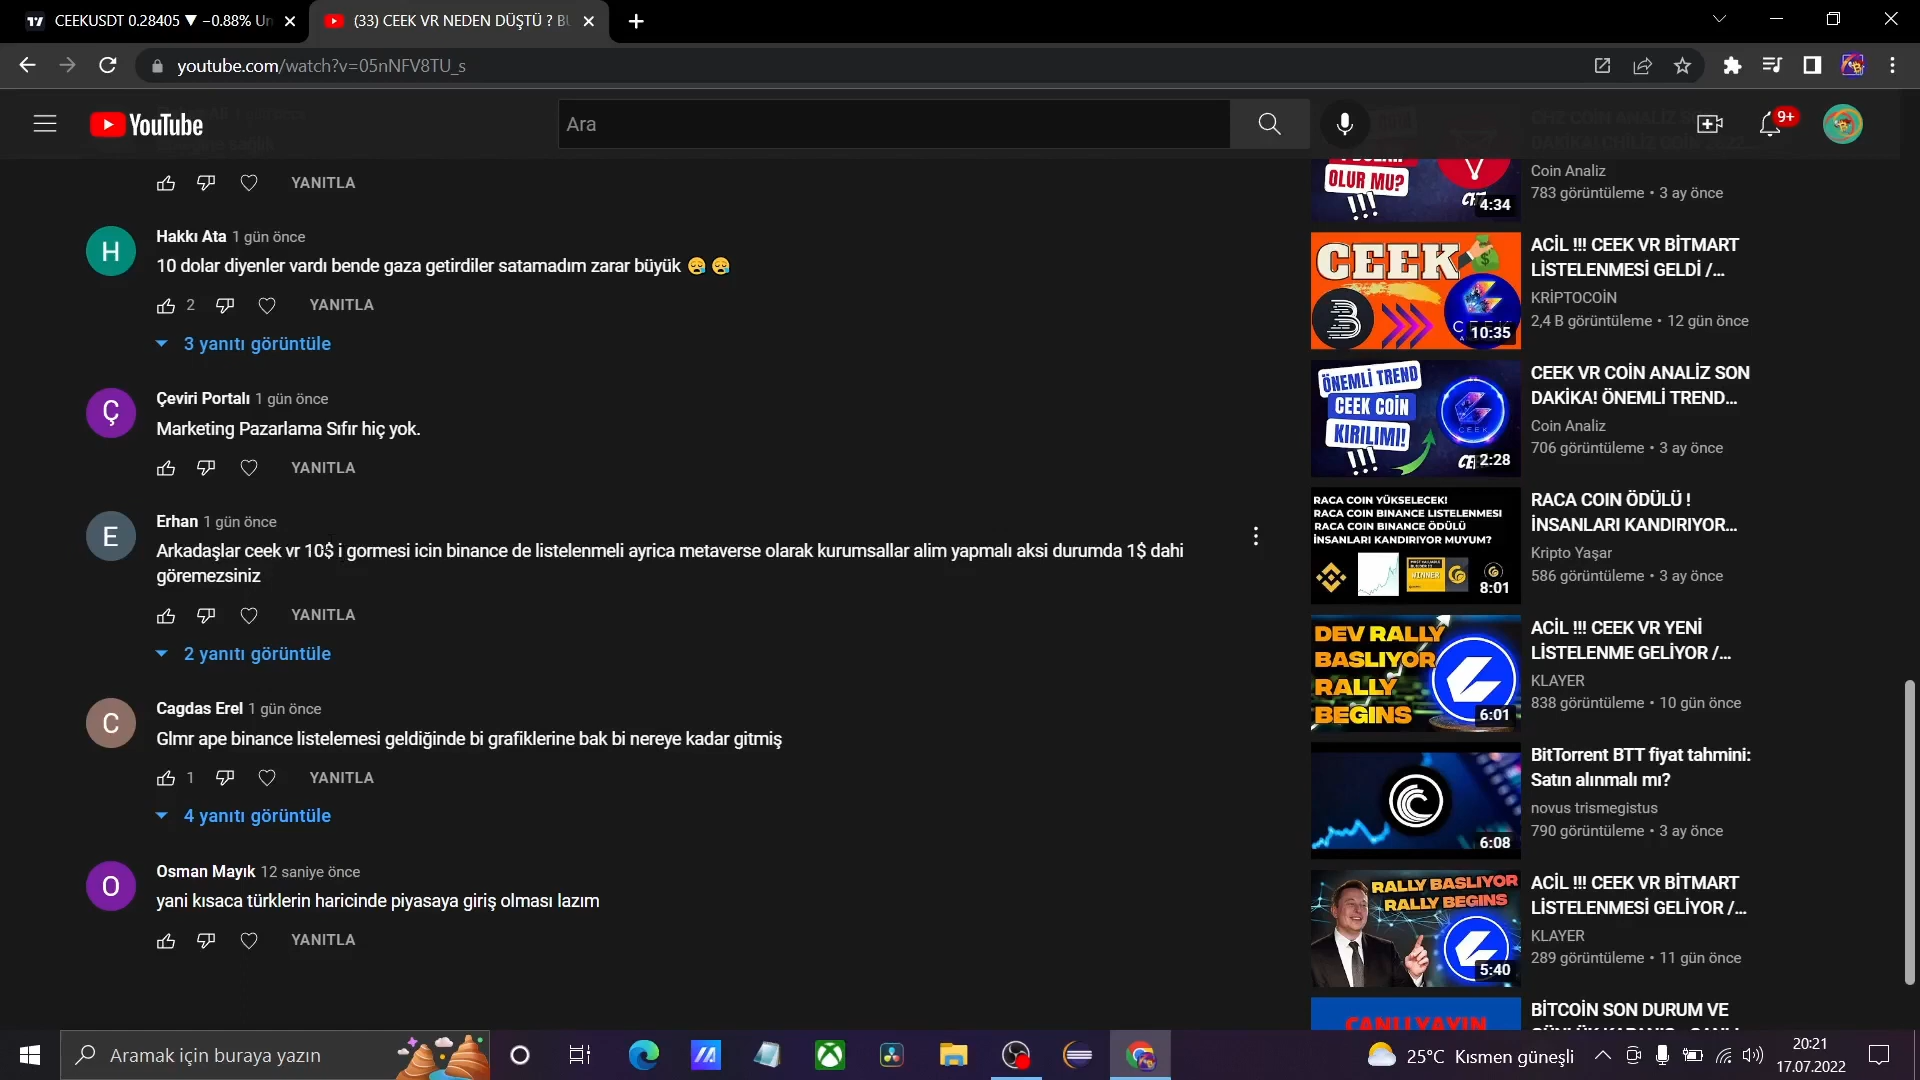 CEEKUSDT 0.28405 ▼ −0.88% Un
(33) CEEK VR NEDEN DÜŞTÜ ? BU
youtube.com/watch?v=05nNFV8TU_s
YouTube
Ara
9+
YANITLA
Hakkı Ata 1 gün önce
10 dolar diyenler vardı bende gaza getirdiler satamadım zarar büyük 😪 😪
2
YANITLA
3 yanıtı görüntüle
Ç
Çeviri Portalı 1 gün önce
Marketing Pazarlama Sıfır hiç yok.
YANITLA
E
Erhan 1 gün önce
Arkadaşlar ceek vr 10$ i gormesi icin binance de listelenmeli ayrica metaverse olarak kurumsallar alim yapmalı aksi durumda 1$ dahi
göremezsiniz
YANITLA
2 yanıtı görüntüle
C
Cagdas Erel 1 gün önce
Glmr ape binance listelemesi geldiğinde bi grafiklerine bak bi nereye kadar gitmiş
1
YANITLA
4 yanıtı görüntüle
O
Osman Mayık 12 saniye önce
yani kısaca türklerin haricinde piyasaya giriş olması lazım
YANITLA
H
OLUR MU?
!!!
4:34
Coin Analiz
783 görüntüleme • 3 ay önce
CEEK
10:35
ACİL !!! CEEK VR BİTMART
LİSTELENMESİ GELDİ /...
KRİPTOCOİN
2,4 B görüntüleme • 12 gün önce
ÖNEMLİ TREND
CEEK COİN
KIRILIMI!
!!!
CEEK
2:28
CEEK VR COİN ANALİZ SON
DAKİKA! ÖNEMLİ TREND...
Coin Analiz
706 görüntüleme • 3 ay önce
RACA COIN YÜKSELECEK!
RACA COIN BINANCE LISTELENMESI
RACA COIN BINANCE ÖDÜLÜ
İNSANLARI KANDIRIYOR MUYUM?
WINNER
8:01
RACA COIN ÖDÜLÜ !
İNSANLARI KANDIRIYOR...
Kripto Yaşar
586 görüntüleme • 3 ay önce
DEV RALLY
BASLIYOR
RALLY
BEGINS
6:01
ACİL !!! CEEK VR YENİ
LİSTELENME GELİYOR /...
KLAYER
838 görüntüleme • 10 gün önce
6:08
BitTorrent BTT fiyat tahmini:
Satın alınmalı mı?
novus trismegistus
790 görüntüleme • 3 ay önce
RALLY BASLIYOR
RALLY BEGINS
5:40
ACİL !!! CEEK VR BİTMART
LİSTELENMESİ GELİYOR /...
KLAYER
289 görüntüleme • 11 gün önce
CANLI YAYIN
BİTCOİN SON DURUM VE
Aramak için buraya yazın
25°C Kısmen güneşli
20:21
17.07.2022